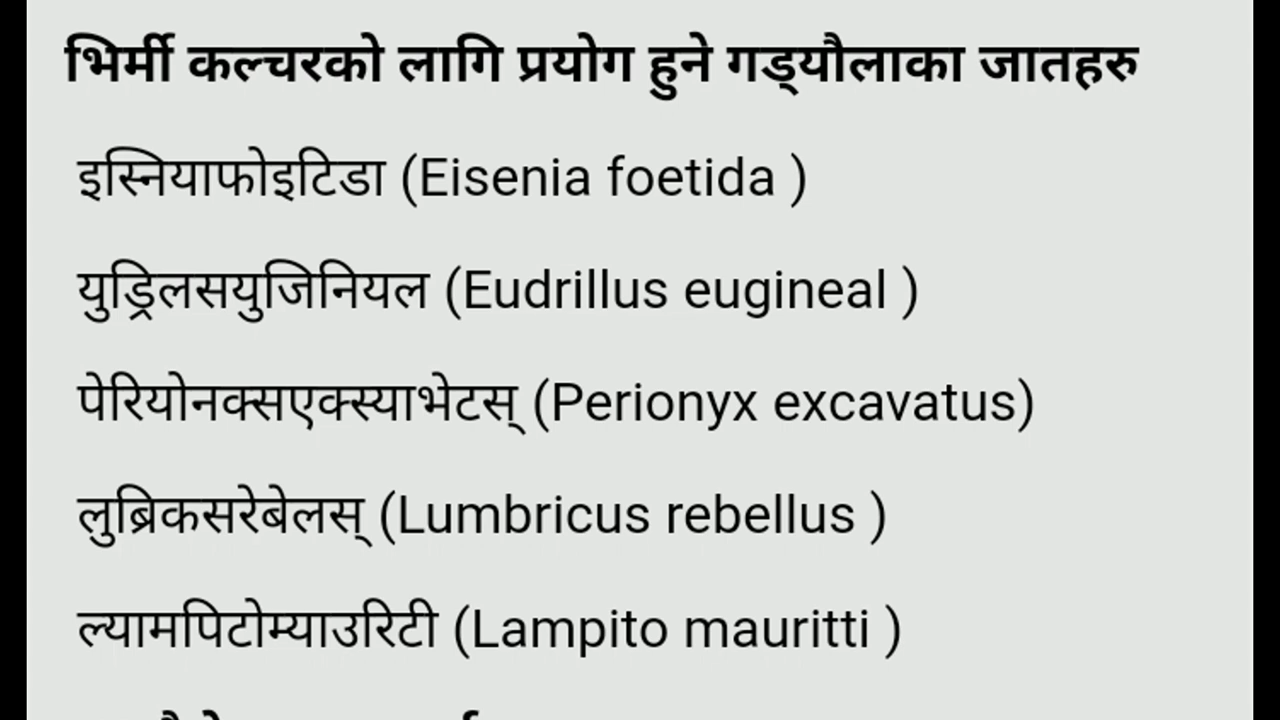 भिर्मी कल्चरको लागि प्रयोग हुने गड्यौलाका जातहरु
इस्नियाफोइटिडा (Eisenia foetida )
युड्रिलसयुजिनियल (Eudrillus eugineal )
पेरियोनक्सएक्स्याभेटस् (Perionyx excavatus)
लुब्रिकसरेबेलस् (Lumbricus rebellus )
ल्यामपिटोम्याउरिटी (Lampito mauritti )